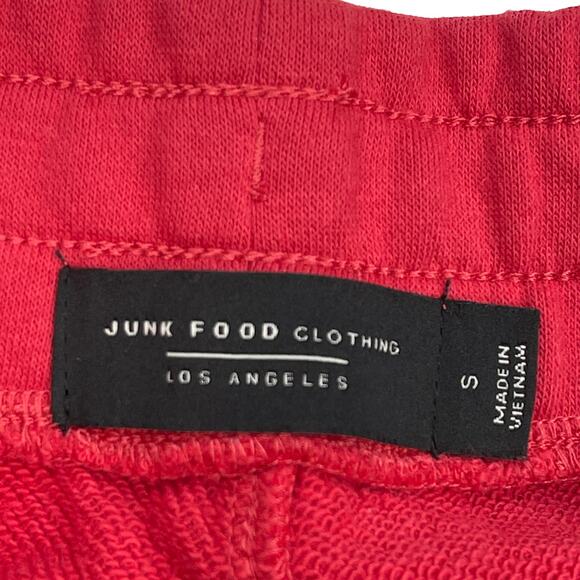 JUNK FOOD CLOTHING
LOS ANGELES
S
MADE IN
VIETNAM